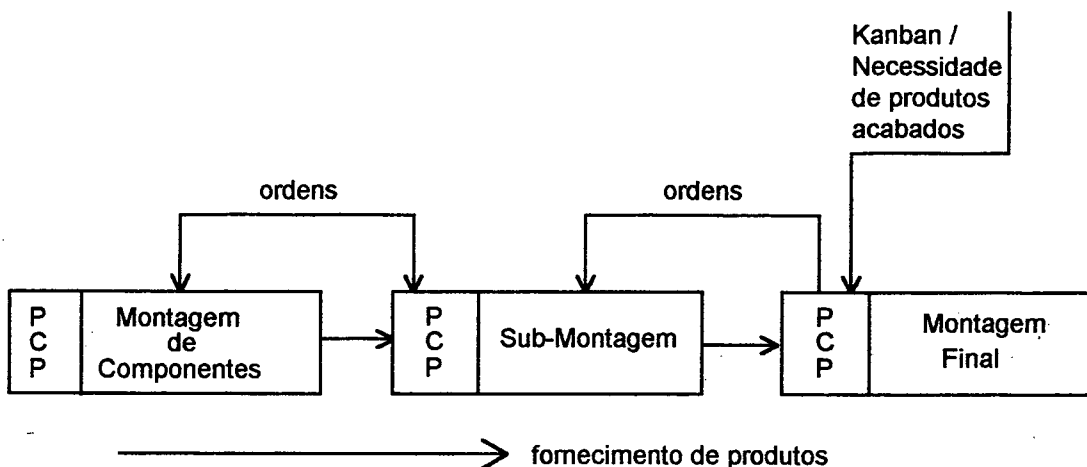 Kanban /
Necessidade
de produtos
acabados
ordens
ordens
P
C
P
Montagem
de
Componentes
P
C
P
Sub-Montagem
P
C
P
Montagem
Final
fornecimento de produtos